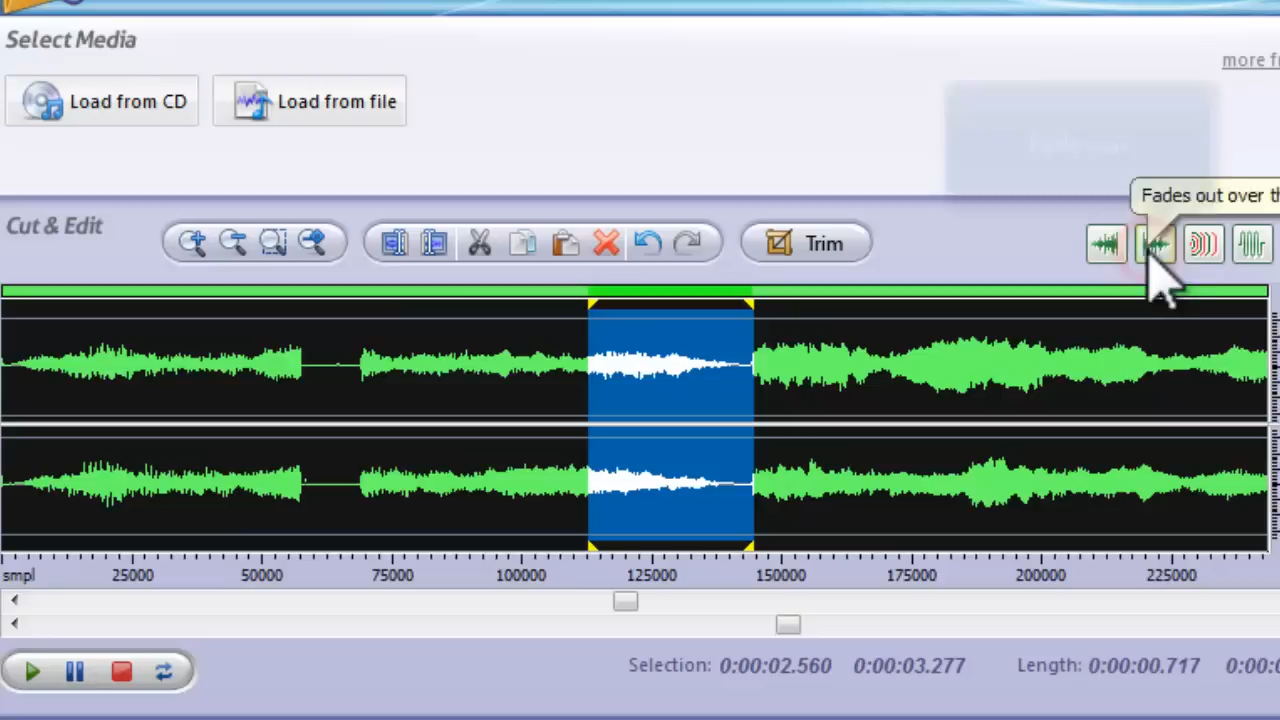 Select Media
more fr
Load from CD
Load from file
Fades out over th
Cut & Edit
Trim
smpl 25000 50000 75000 100000 125000 150000 175000 200000 225000
Selection: 0:00:02.560 0:00:03.277 Length: 0:00:00.717 0:00:0